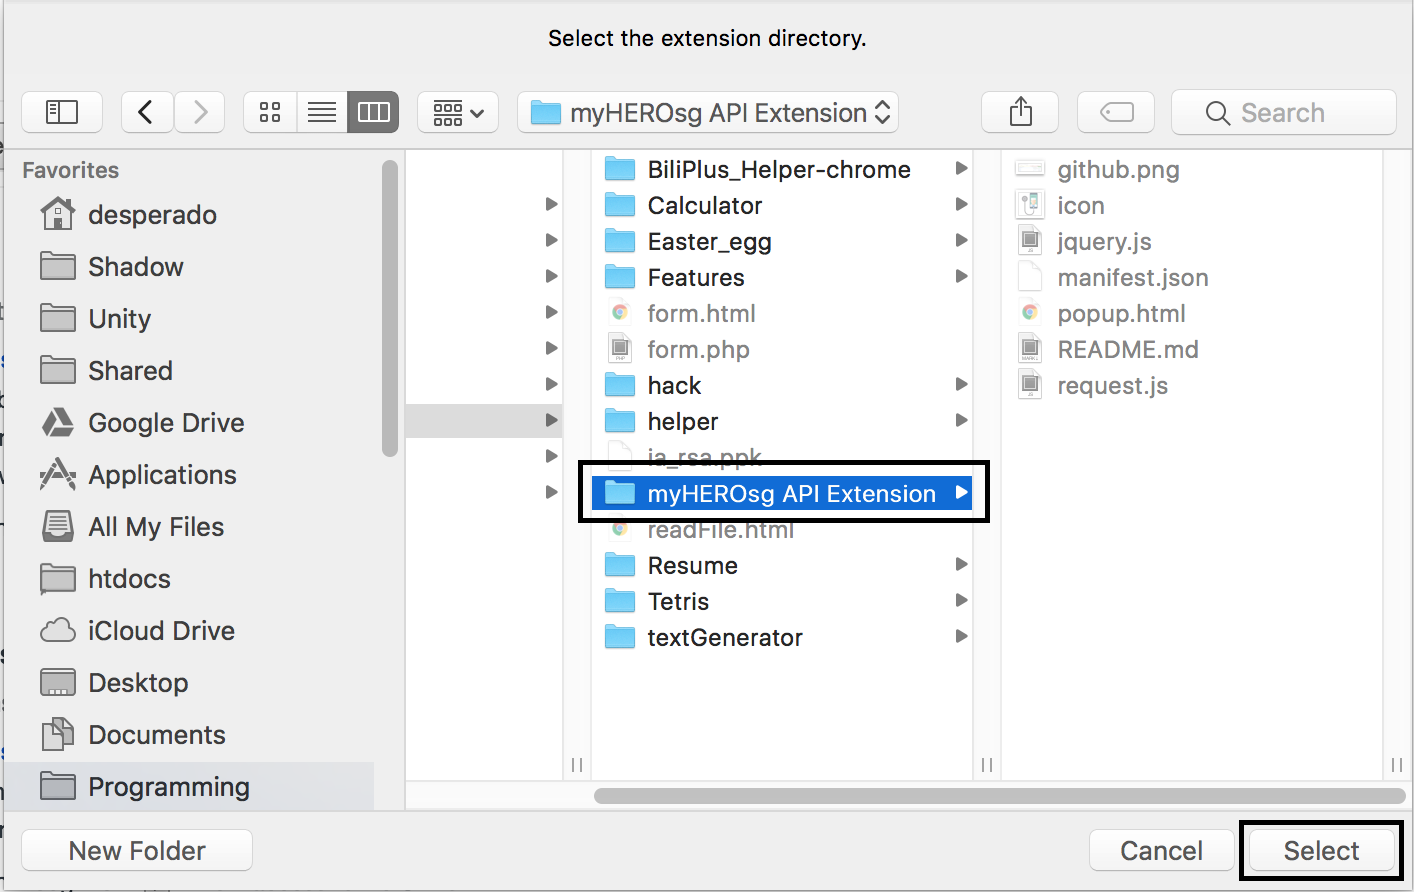 Select the extension directory.
myHEROsg API Extension
Search
Favorites
desperado
Shadow
Unity
Shared
Google Drive
Applications
All My Files
htdocs
iCloud Drive
Desktop
Documents
Programming
BiliPlus_Helper-chrome
Calculator
Easter_egg
Features
form.html
form.php
hack
helper
ia_rsa.ppk
myHEROsg API Extension
readFile.html
Resume
Tetris
textGenerator
github.png
icon
jquery.js
manifest.json
popup.html
README.md
request.js
New Folder
Cancel
Select